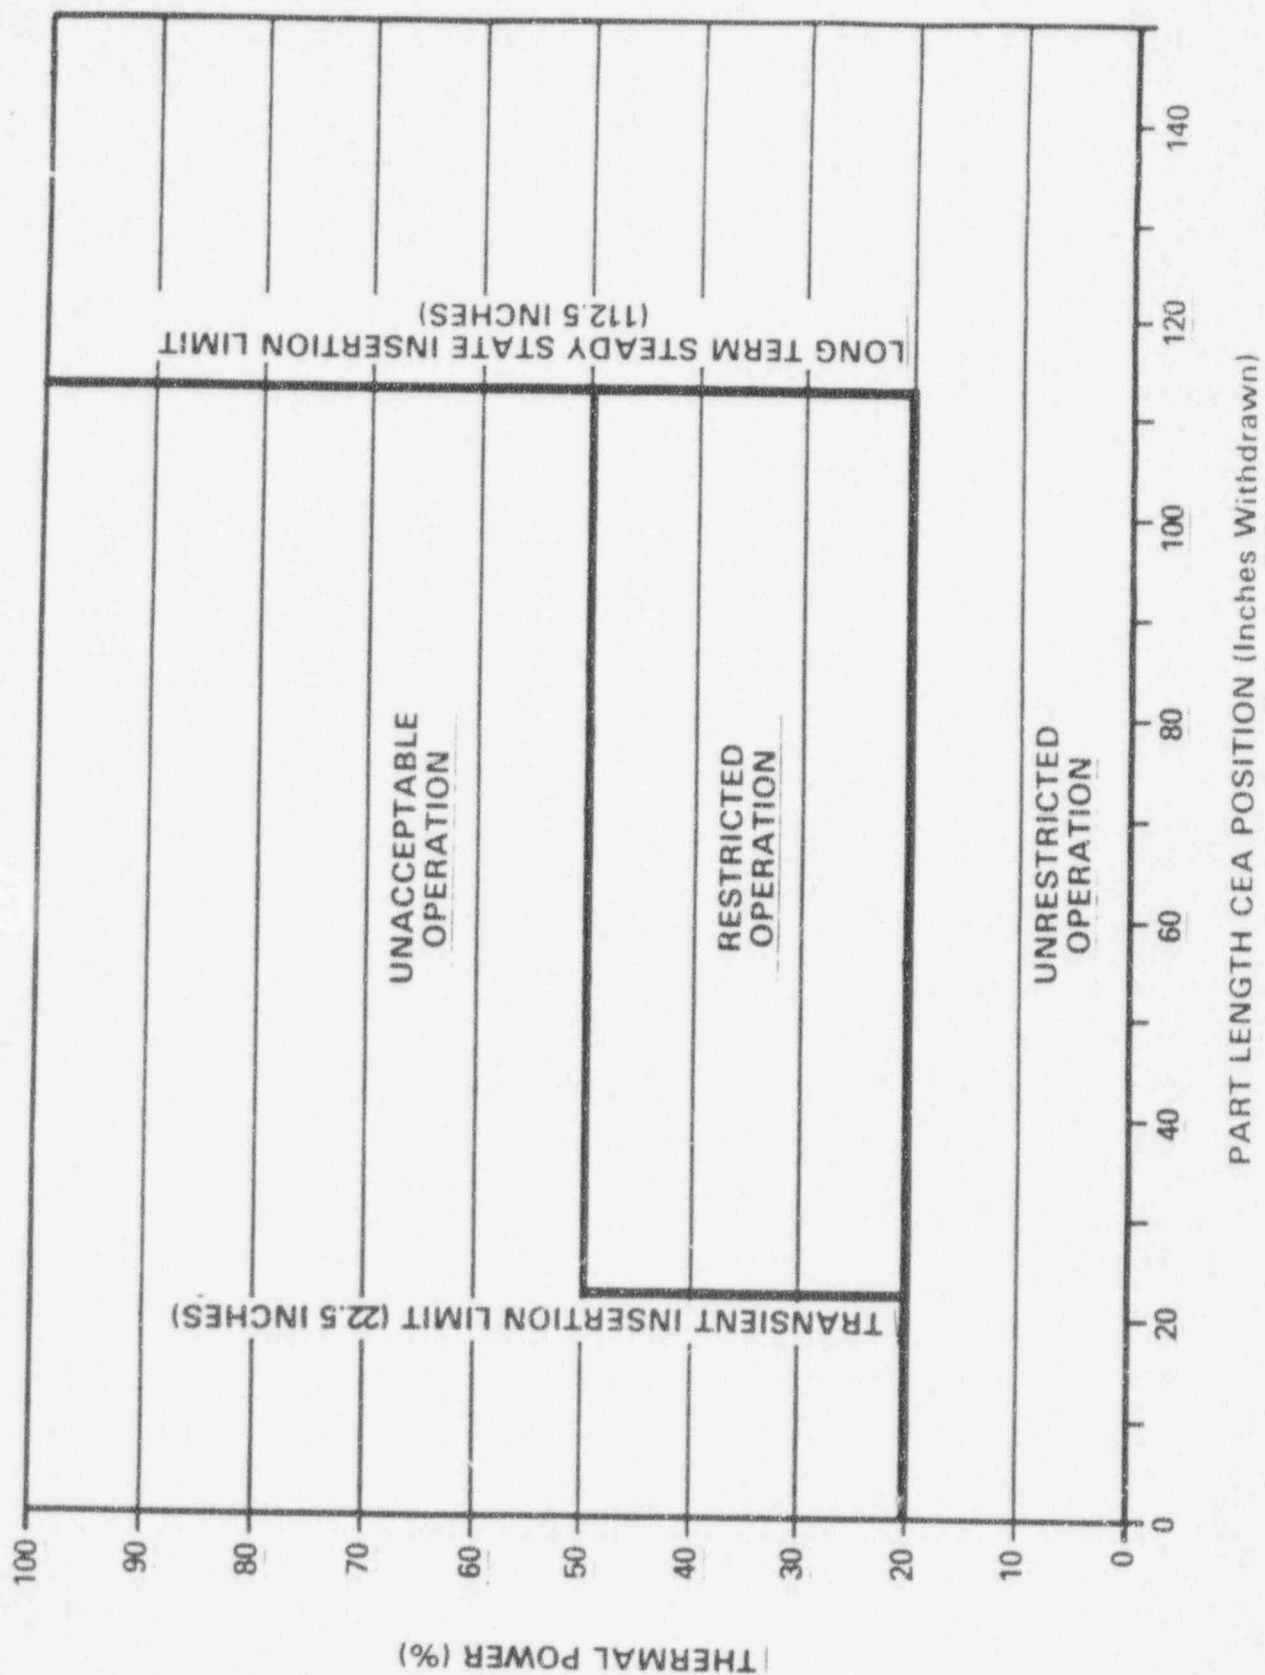 THERMAL POWER (%)
100
90
80
70
60
50
40
30
20
10
0
TRANSIENT INSERTION LIMIT (22.5 INCHES)
UNACCEPTABLE
OPERATION
RESTRICTED
OPERATION
UNRESTRICTED
OPERATION
LONG TERM STEADY STATE INSERTION LIMIT
(112.5 INCHES)
0
20
40
60
80
100
120
140
PART LENGTH CEA POSITION (Inches Withdrawn)